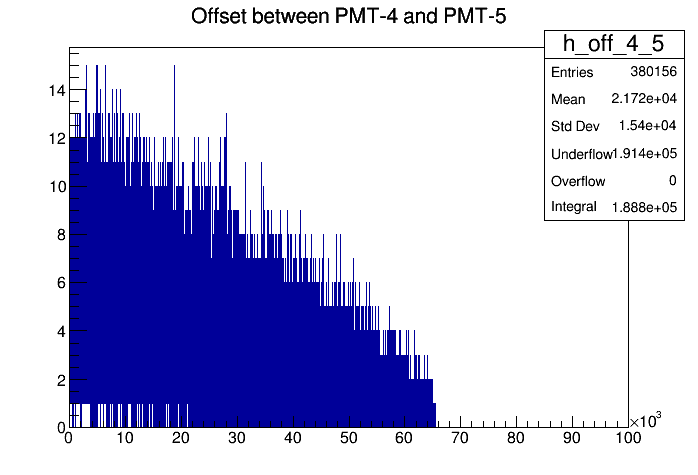 Offset between PMT-4 and PMT-5
h_off_4_5
Entries 380156
Mean 2.172e+04
Std Dev 1.54e+04
Underflow1.914e+05
Overflow 0
Integral 1.888e+05
14
12
10
8
6
4
2
0
0 10 20 30 40 50 60 70 80 90 100
×10³